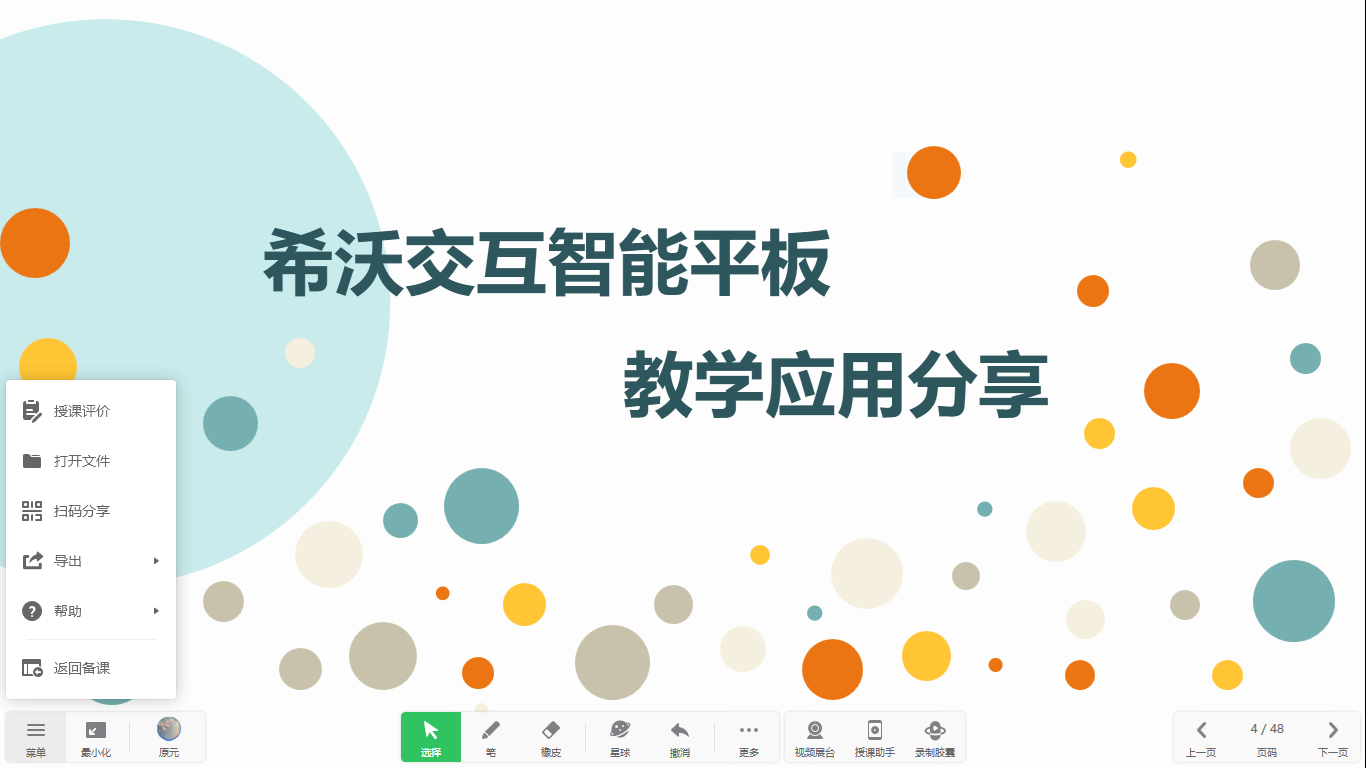 希沃交互智能平板
教学应用分享
授课评价
打开文件
扫码分享
导出
帮助
返回备课
菜单
最小化
原元
选择
笔
橡皮
星球
撤消
更多
视频展台
授课助手
录制胶囊
上一页
4 / 48
页码
下一页